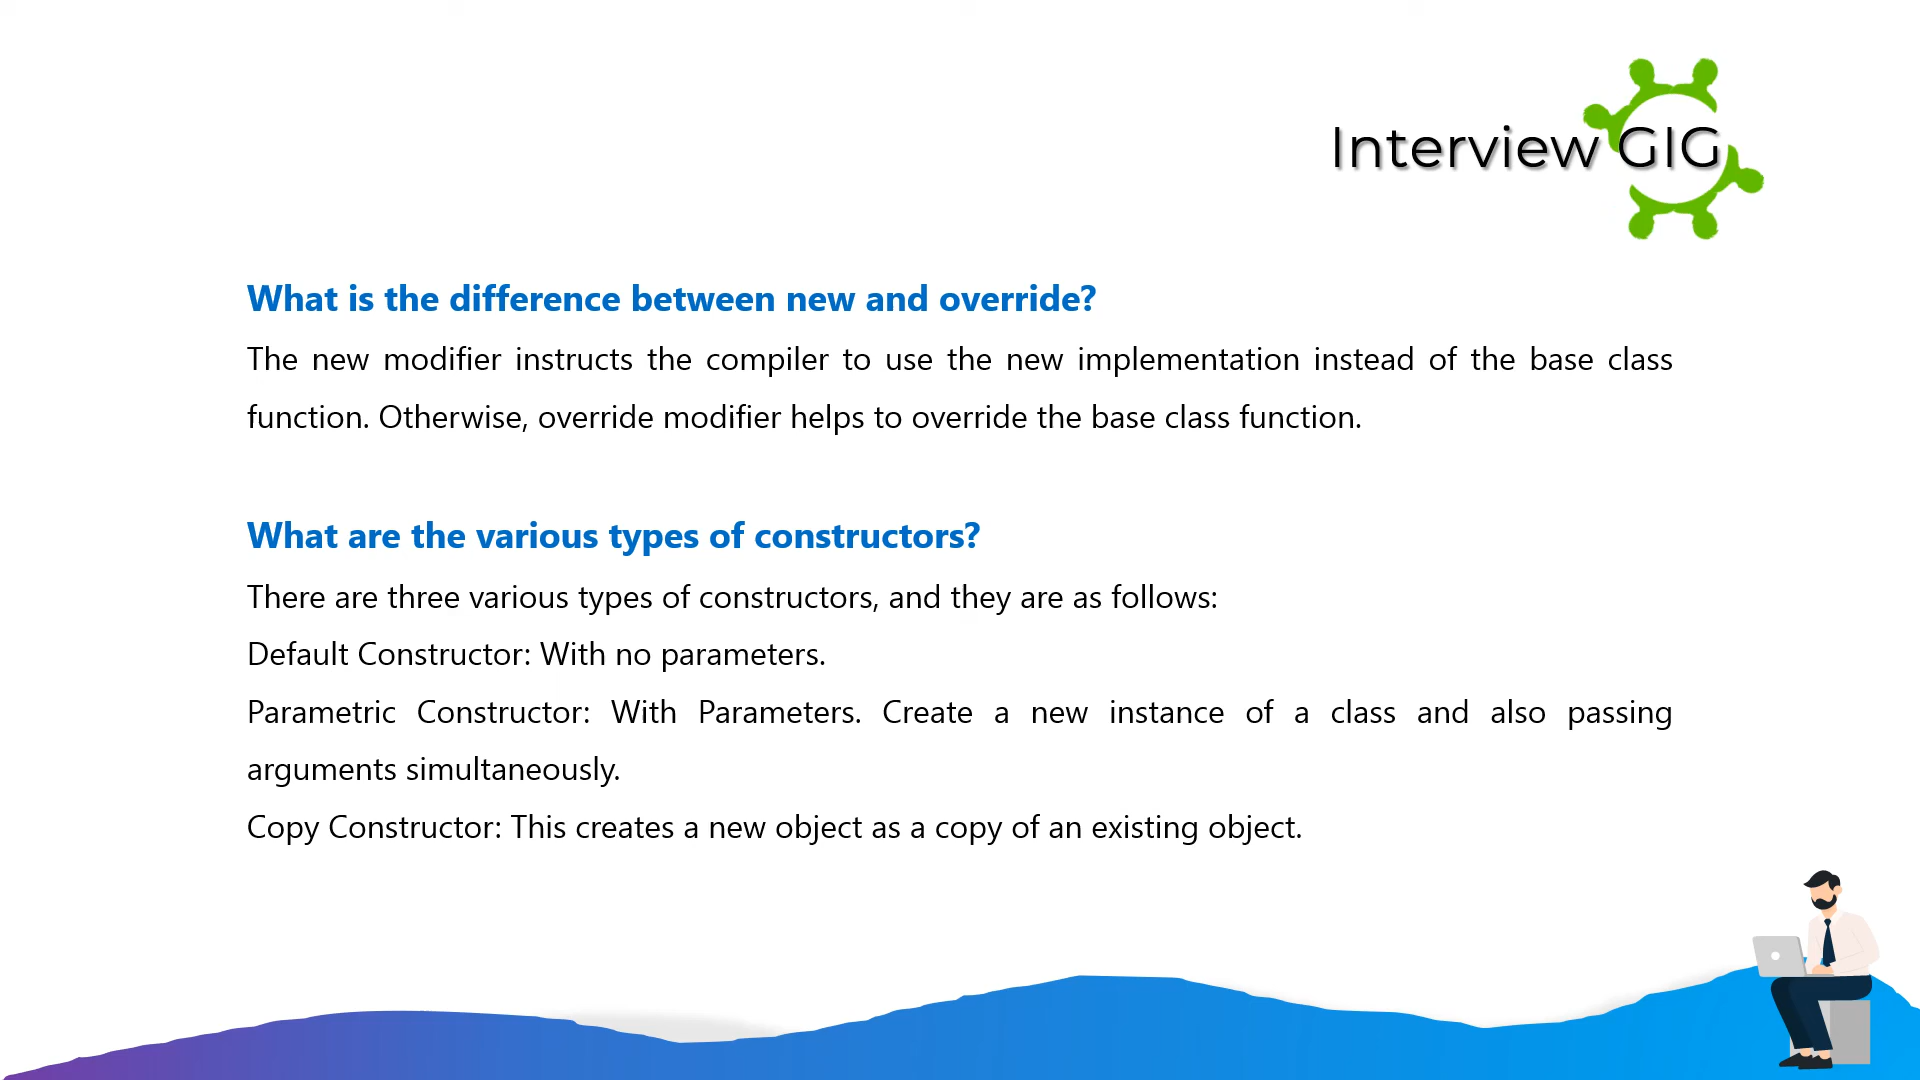 Interview GIG
What is the difference between new and override?
The new modifier instructs the compiler to use the new implementation instead of the base class
function. Otherwise, override modifier helps to override the base class function.
What are the various types of constructors?
There are three various types of constructors, and they are as follows:
Default Constructor: With no parameters.
Parametric Constructor: With Parameters. Create a new instance of a class and also passing
arguments simultaneously.
Copy Constructor: This creates a new object as a copy of an existing object.